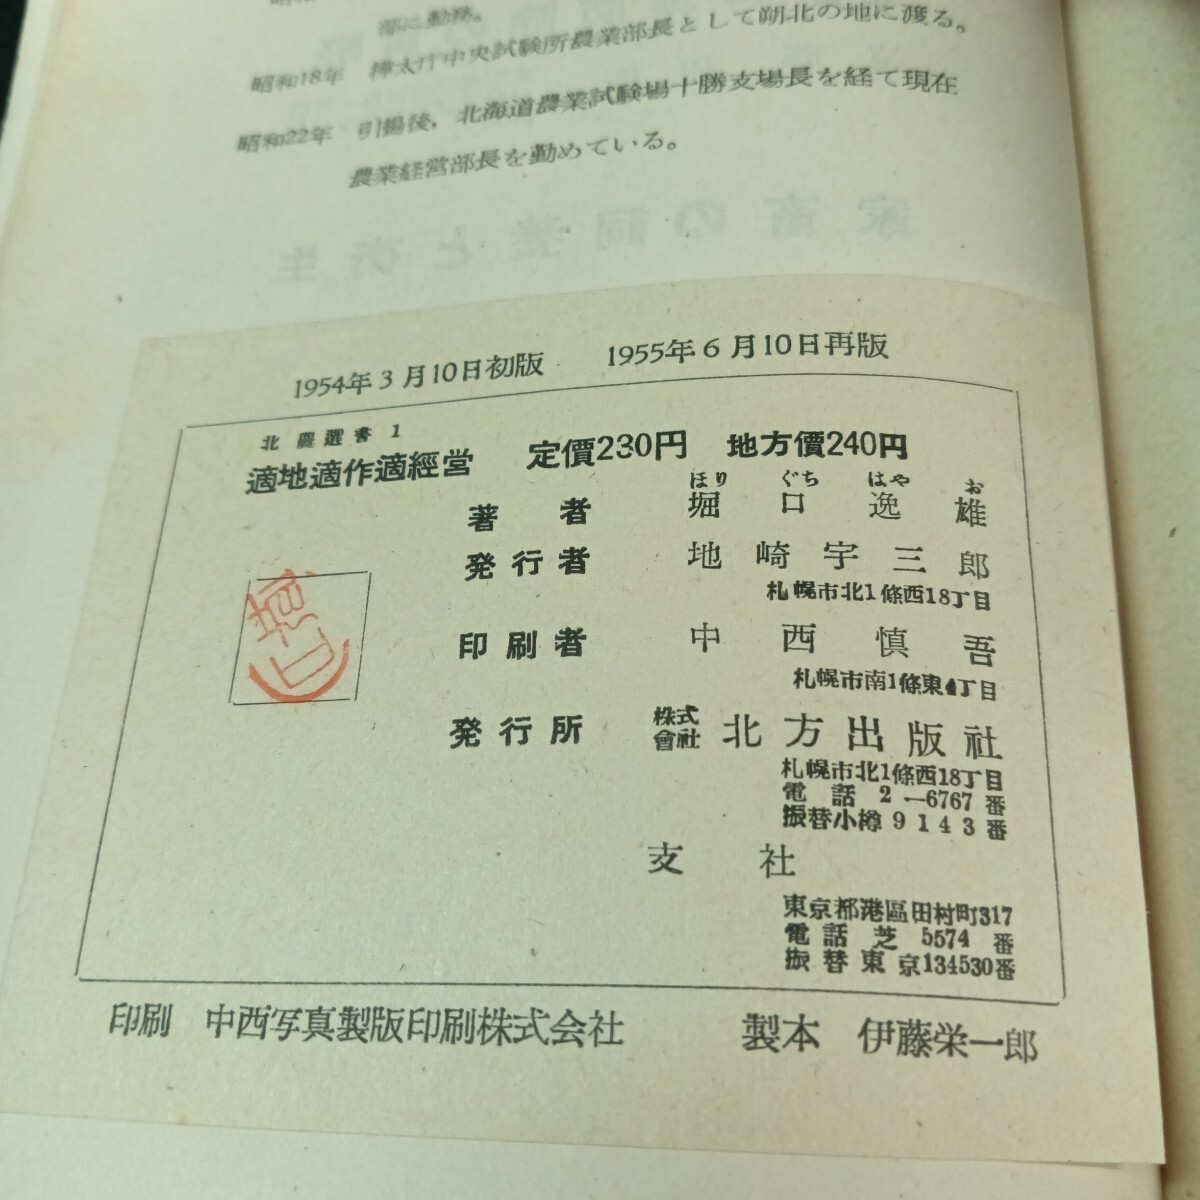 部に勤務。
昭和18年 樺太庁中央試験所農業部長として朔北の地に渡る。
昭和22年 引揚後，北海道農業試験場十勝支場長を経て現在
農業経営部長を勤めている。
1954年3月10日初版 1955年6月10日再版
北農選書1
適地適作適經営 定價230円 地方價240円
ほり ぐち はや お
著者 堀口逸雄
発行者 地崎宇三郎
札幌市北1條西18丁目
印刷者 中西慎吾
札幌市南1條東4丁目
発行所 株式會社 北方出版社
札幌市北1條西18丁目
電話2—6767番
振替小樽9143番
支社
東京都港區田村町317
電話芝5574番
振替東京134530番
印刷 中西写真製版印刷株式会社 製本 伊藤栄一郎